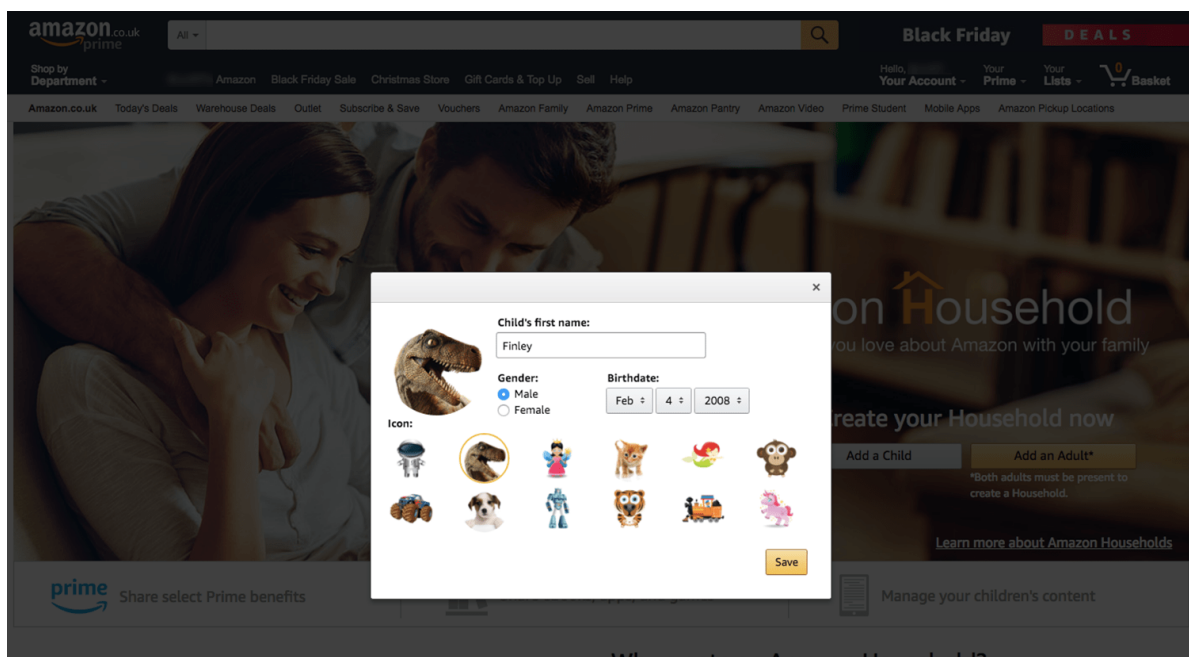 amazon.co.uk
prime
All
Black Friday
DEALS
Shop by
Department
Amazon Black Friday Sale Christmas Store Gift Cards & Top Up Sell Help
Hello,
Your Account
Your
Prime
Your
Lists
0
Basket
Amazon.co.uk Today's Deals Warehouse Deals Outlet Subscribe & Save Vouchers Amazon Family Amazon Prime Amazon Pantry Amazon Video Prime Student Mobile Apps Amazon Pickup Locations
on Household
you love about Amazon with your family
reate your Household now
Add a Child
Add an Adult*
*Both adults must be present to
create a Household.
Learn more about Amazon Households
×
Child's first name:
Finley
Gender:
Male
Female
Birthdate:
Feb 4 2008
Icon:
Save
prime
Share select Prime benefits
Manage your children's content